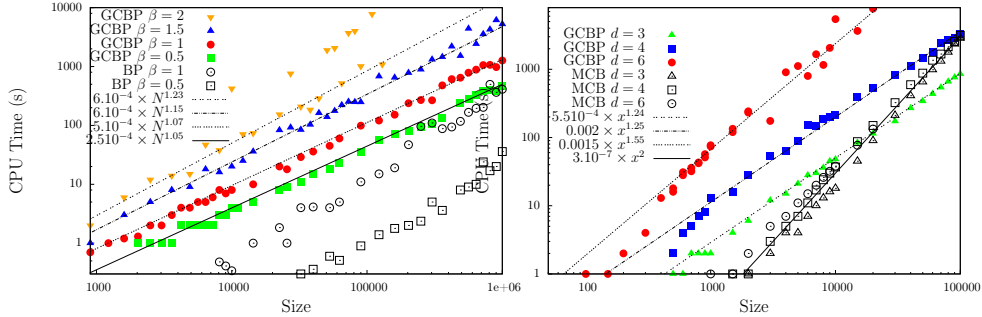 GCBP β = 2
GCBP β = 1.5
GCBP β = 1
GCBP β = 0.5
BP β = 1
BP β = 0.5
6.10⁻⁴ × N^1.23
6.10⁻⁴ × N^1.15
5.10⁻⁴ × N^1.07
2.510⁻⁴ × N^1.05
CPU Time (s)
10000
1000
100
10
1
1000
10000
100000
1e+06
Size
GCBP d = 3
GCBP d = 4
GCBP d = 6
MCB d = 3
MCB d = 4
MCB d = 6
5.510⁻⁴ × x^1.24
0.002 × x^1.25
0.0015 × x^1.55
3.10⁻⁷ × x²
CPU Time (s)
1000
100
10
1
100
1000
10000
100000
Size